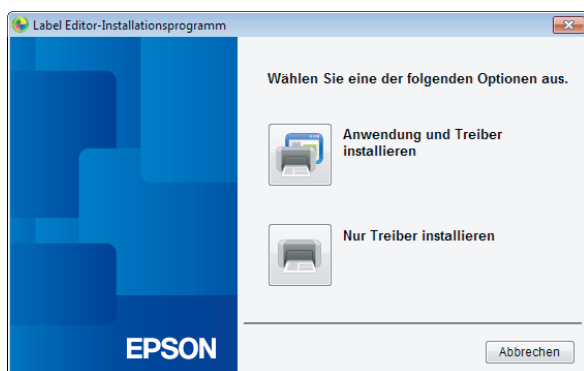 Label Editor-Installationsprogramm
Wählen Sie eine der folgenden Optionen aus.
Anwendung und Treiber
installieren
Nur Treiber installieren
EPSON
Abbrechen